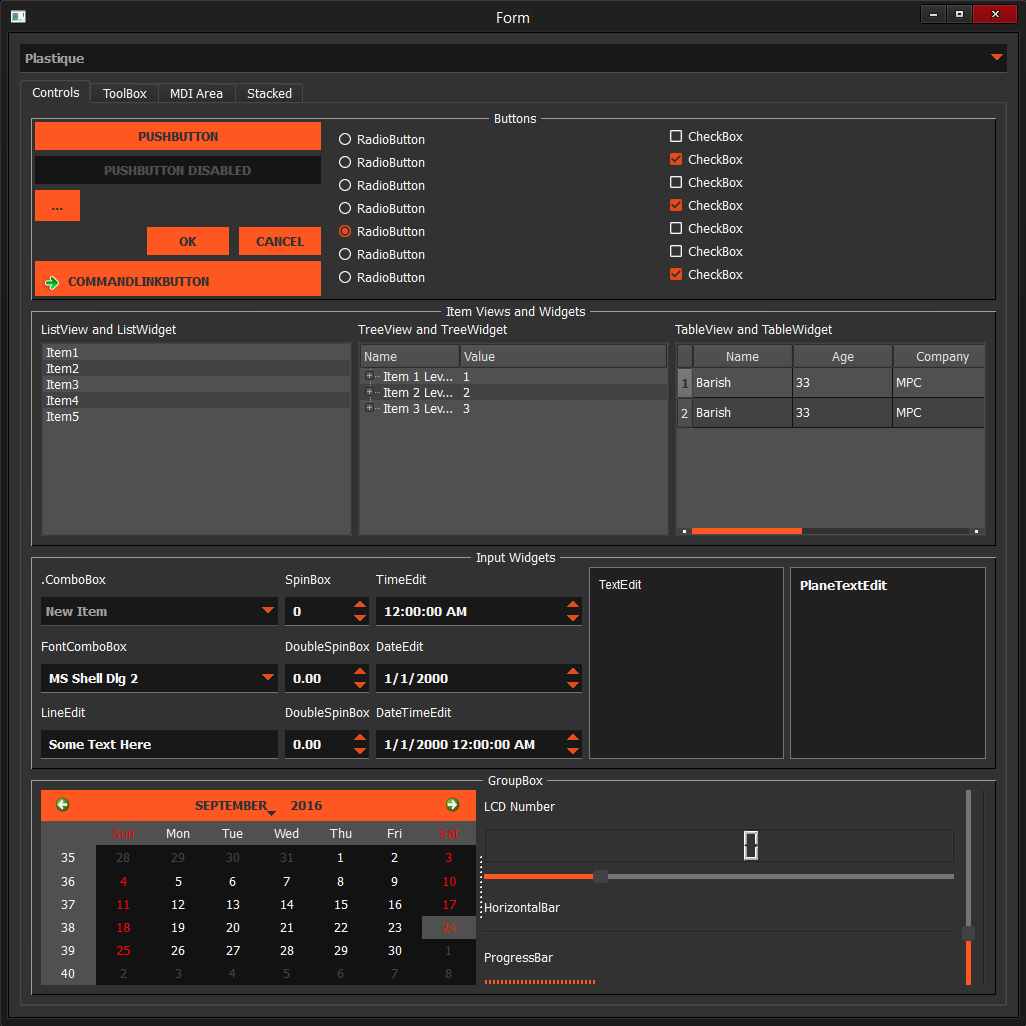 Form
Plastique
Controls ToolBox MDI Area Stacked
Buttons
PUSHBUTTON
PUSHBUTTON DISABLED
...
OK CANCEL
COMMANDLINKBUTTON
RadioButton
RadioButton
RadioButton
RadioButton
RadioButton
RadioButton
RadioButton
CheckBox
CheckBox
CheckBox
CheckBox
CheckBox
CheckBox
CheckBox
Item Views and Widgets
ListView and ListWidget
Item1
Item2
Item3
Item4
Item5
TreeView and TreeWidget
Name Value
Item 1 Lev... 1
Item 2 Lev... 2
Item 3 Lev... 3
TableView and TableWidget
Name Age Company
1 Barish 33 MPC
2 Barish 33 MPC
Input Widgets
.ComboBox SpinBox TimeEdit
New Item 0 12:00:00 AM
FontComboBox DoubleSpinBox DateEdit
MS Shell Dlg 2 0.00 1/1/2000
LineEdit DoubleSpinBox DateTimeEdit
Some Text Here 0.00 1/1/2000 12:00:00 AM
TextEdit
PlaneTextEdit
GroupBox
SEPTEMBER 2016
Sun Mon Tue Wed Thu Fri Sat
35 28 29 30 31 1 2 3
36 4 5 6 7 8 9 10
37 11 12 13 14 15 16 17
38 18 19 20 21 22 23 24
39 25 26 27 28 29 30 1
40 2 3 4 5 6 7 8
LCD Number
0
HorizontalBar
ProgressBar